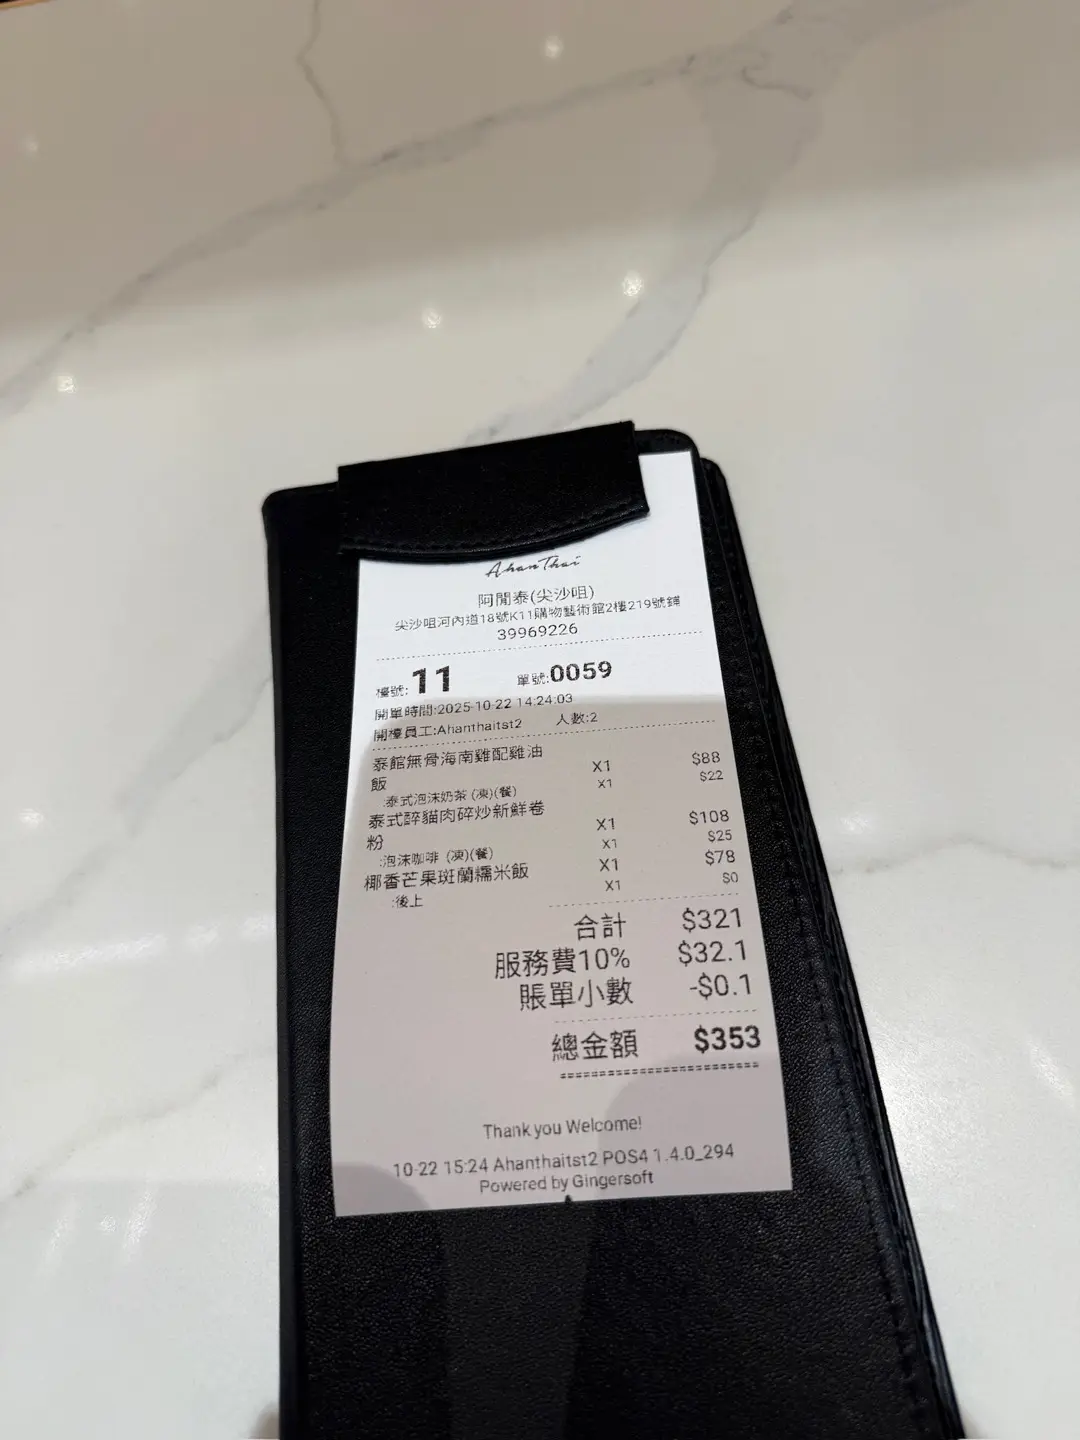 Ahan Thai
阿閒泰(尖沙咀)
尖沙咀河內道18號K11購物藝術館2樓219號鋪
39969226
檯號:11 單號:0059
開單時間:2025-10-22 14:24:03
開檯員工:Ahanthaitst2 人數:2
泰館無骨海南雞配雞油飯 X1 $88
:泰式泡沫奶茶 (凍)(餐) X1 $22
泰式醉貓肉碎炒新鮮卷粉 X1 $108
:泡沫咖啡 (凍)(餐) X1 $25
椰香芒果斑蘭糯米飯 X1 $78
:後上 X1 $0
合計 $321
服務費10% $32.1
賬單小數 -$0.1
總金額 $353
Thank you Welcome!
10-22 15:24 Ahanthaitst2 POS4 1.4.0_294
Powered by Gingersoft